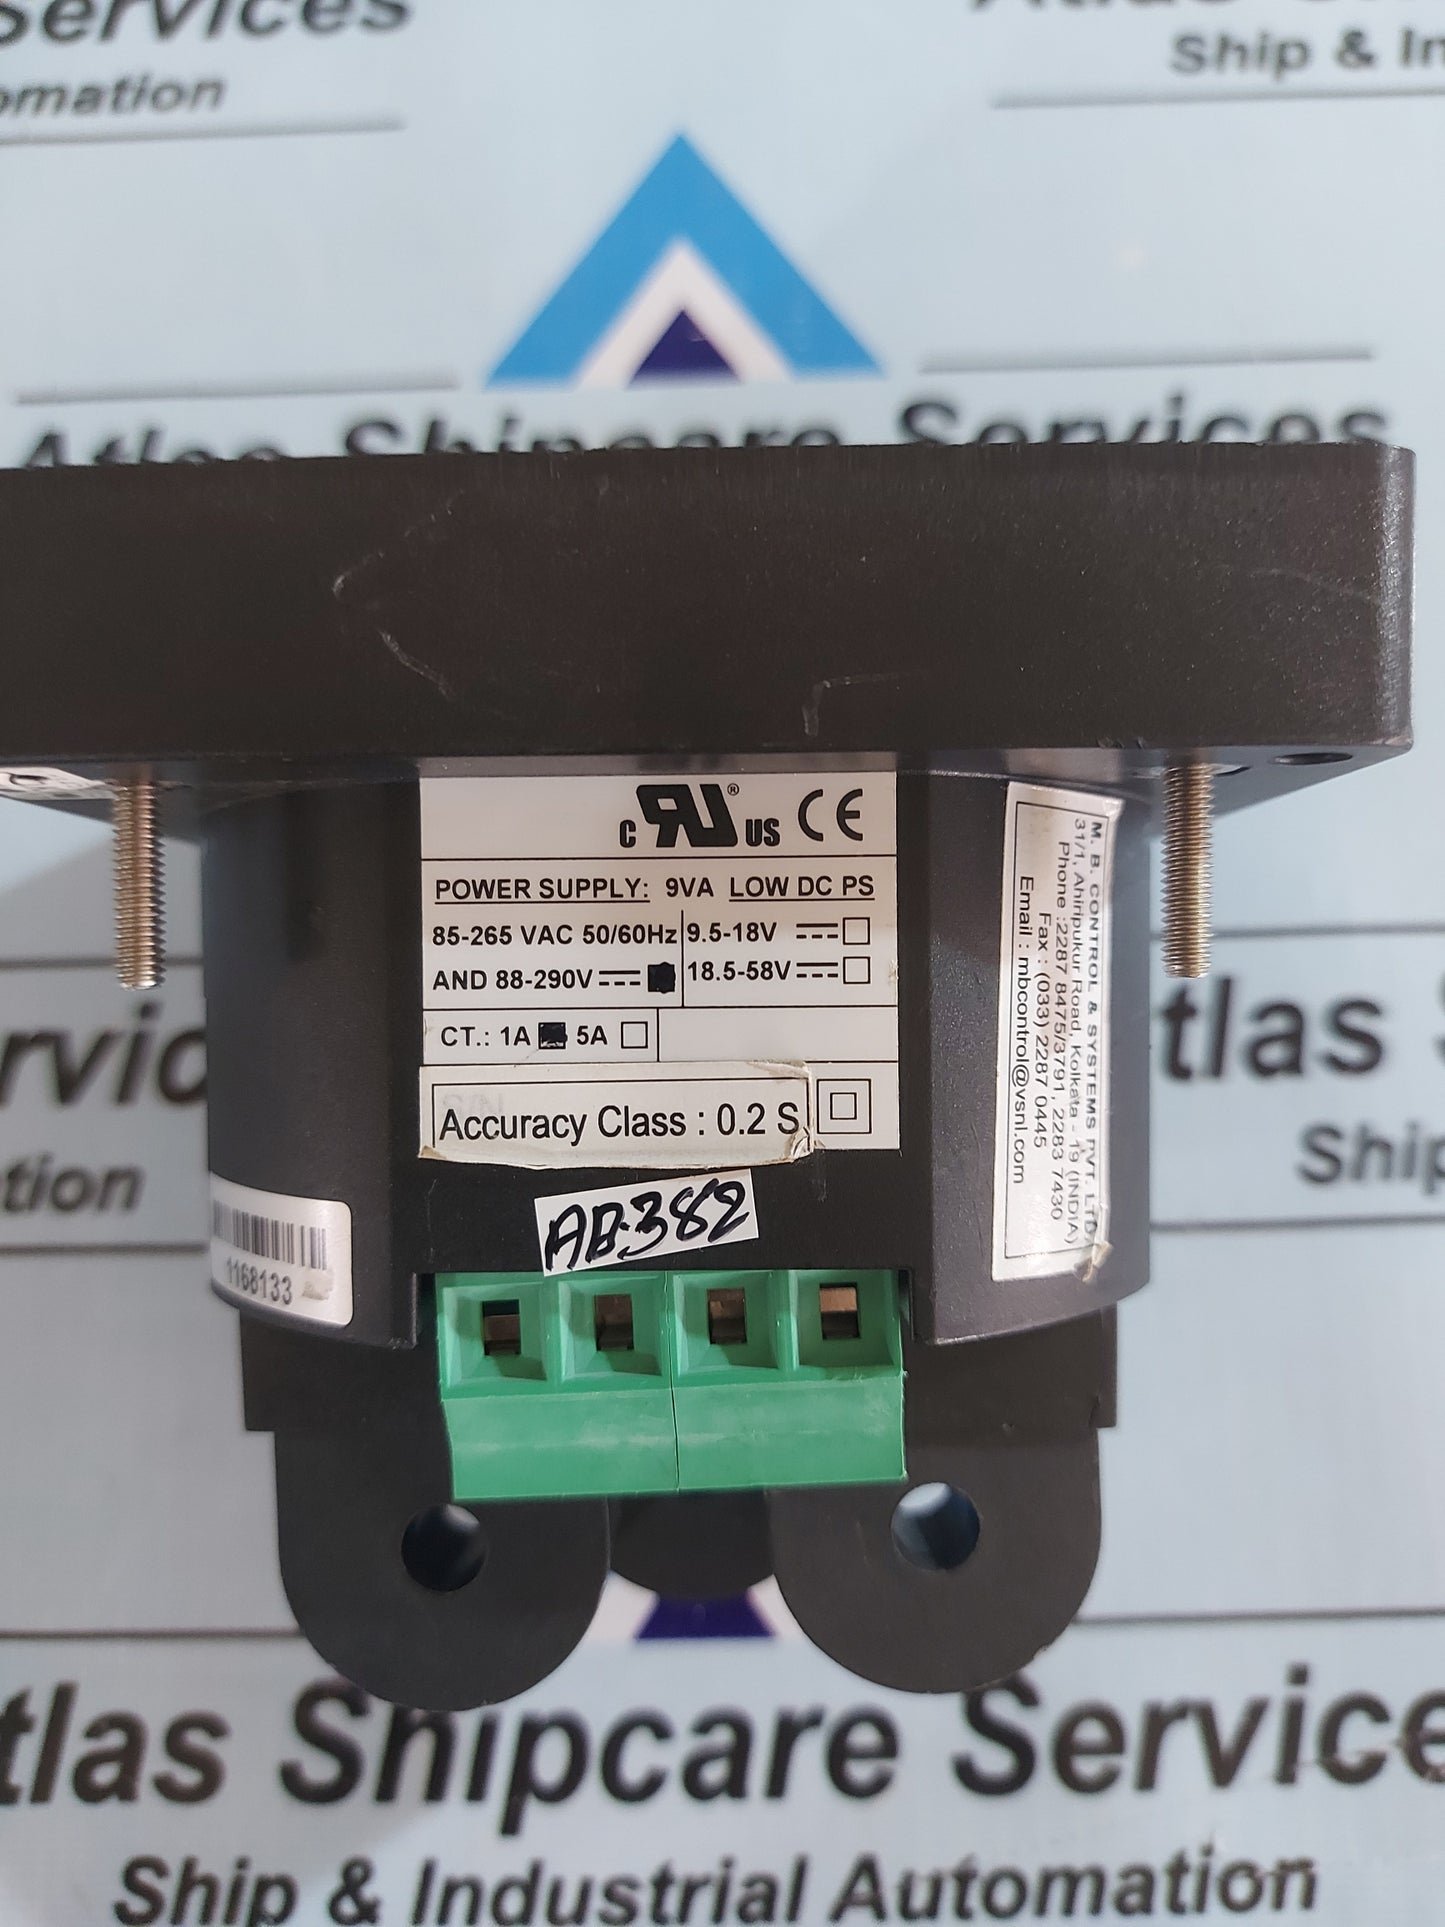 Services
omation
Ship & In
Atlas Shipcare Services
c RU ® US CE
POWER SUPPLY: 9VA LOW DC PS
85-265 VAC 50/60Hz 9.5-18V
AND 88-290V 18.5-58V
CT.: 1A 5A
Accuracy Class : 0.2 S
M. B. CONTROL & SYSTEMS PVT. LTD.
31/1, Ahiripukur Road, Kolkata - 19 (INDIA)
Phone :2287 8475/3791, 2283 7430
Fax : (033) 2287 0445
Email : mbcontrol@vsnl.com
AB-382
1168133
rvic
tlas S
ation
Ship
tlas Shipcare Service
Ship & Industrial Automation